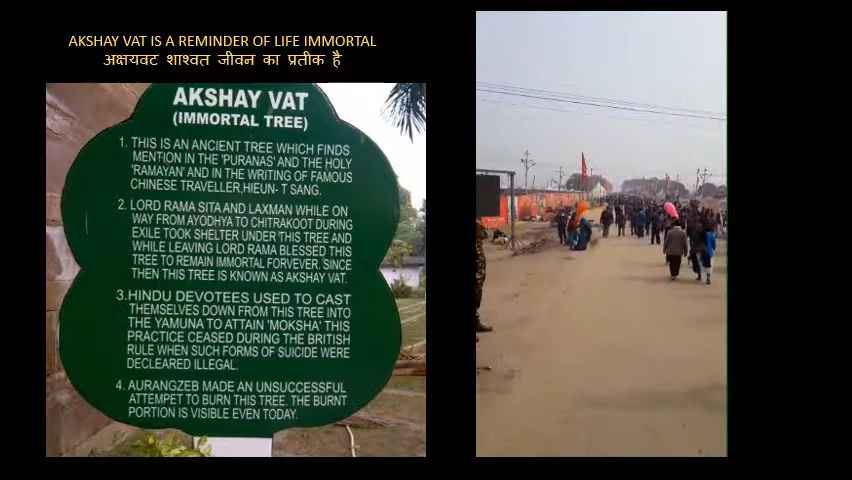 AKSHAY VAT IS A REMINDER OF LIFE IMMORTAL
अक्षयवट शाश्वत जीवन का प्रतीक है
AKSHAY VAT
(IMMORTAL TREE)
1. THIS IS AN ANCIENT TREE WHICH FINDS
MENTION IN THE 'PURANAS' AND THE HOLY
'RAMAYAN' AND IN THE WRITING OF FAMOUS
CHINESE TRAVELLER,HIEUN- T SANG.
2. LORD RAMA SITA AND LAXMAN WHILE ON
WAY FROM AYODHYA TO CHITRAKOOT DURING
EXILE TOOK SHELTER UNDER THIS TREE AND
WHILE LEAVING LORD RAMA BLESSED THIS
TREE TO REMAIN IMMORTAL FORVEVER. SINCE
THEN THIS TREE IS KNOWN AS AKSHAY VAT.
3. HINDU DEVOTEES USED TO CAST
THEMSELVES DOWN FROM THIS TREE INTO
THE YAMUNA TO ATTAIN 'MOKSHA' THIS
PRACTICE CEASED DURING THE BRITISH
RULE WHEN SUCH FORMS OF SUICIDE WERE
DECLEARED ILLEGAL.
4. AURANGZEB MADE AN UNSUCCESSFUL
ATTEMPET TO BURN THIS TREE. THE BURNT
PORTION IS VISIBLE EVEN TODAY.